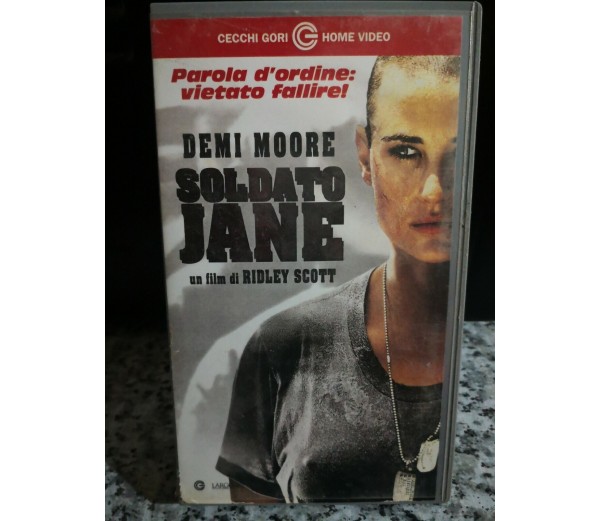 CECCHI GORI HOME VIDEO
Parola d'ordine:
vietato fallire!
DEMI MOORE
SOLDATO
JANE
un film di RIDLEY SCOTT